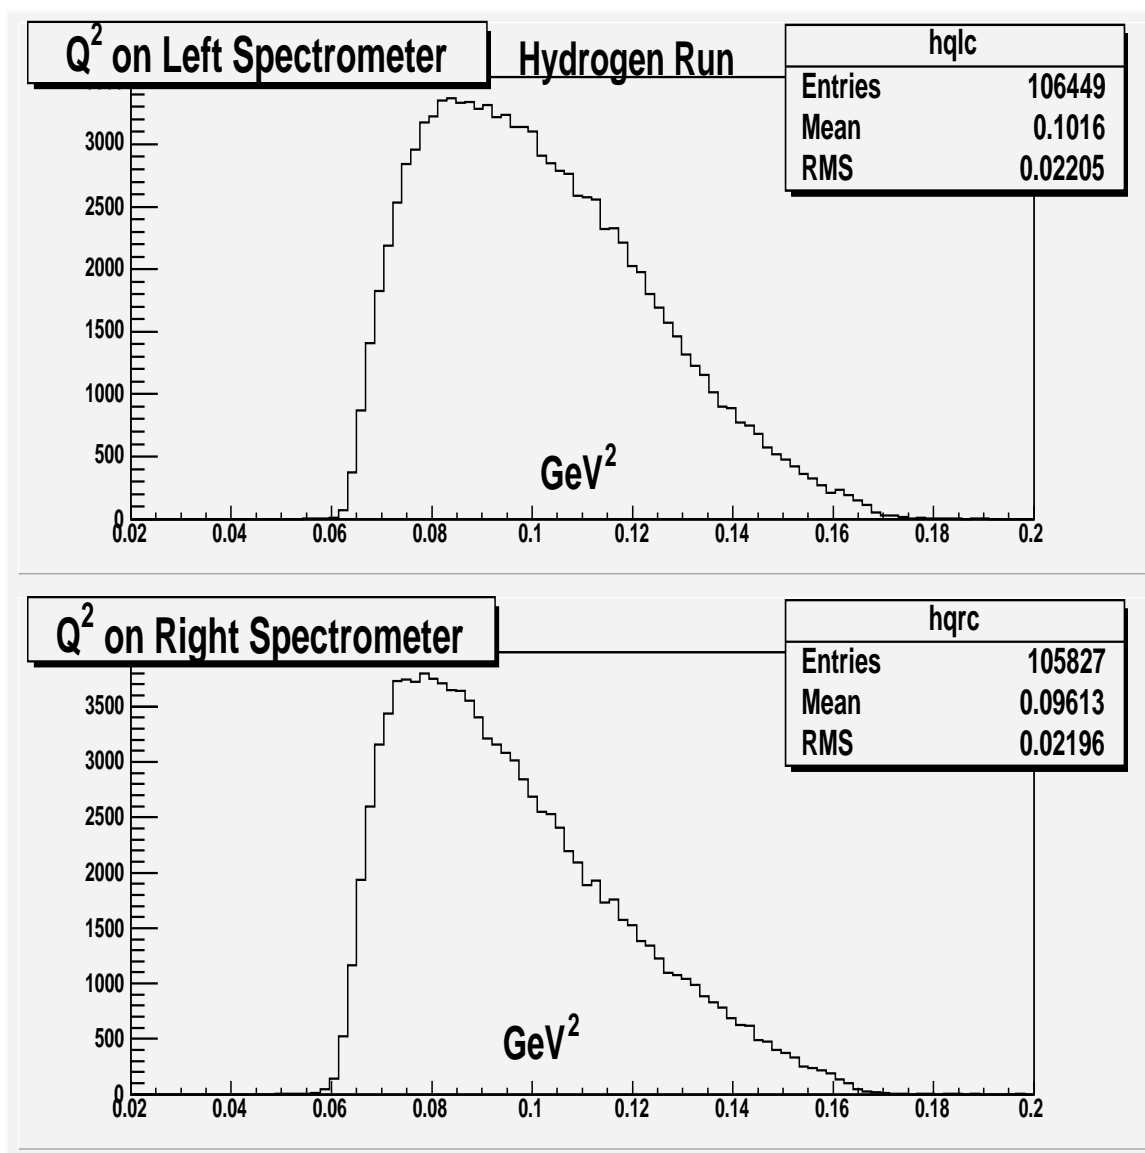 Q² on Left Spectrometer
Hydrogen Run
hqlc
Entries 106449
Mean 0.1016
RMS 0.02205
3000
2500
2000
1500
1000
500
0
GeV²
0.02 0.04 0.06 0.08 0.1 0.12 0.14 0.16 0.18 0.2
Q² on Right Spectrometer
hqrc
Entries 105827
Mean 0.09613
RMS 0.02196
3500
3000
2500
2000
1500
1000
500
0
GeV²
0.02 0.04 0.06 0.08 0.1 0.12 0.14 0.16 0.18 0.2